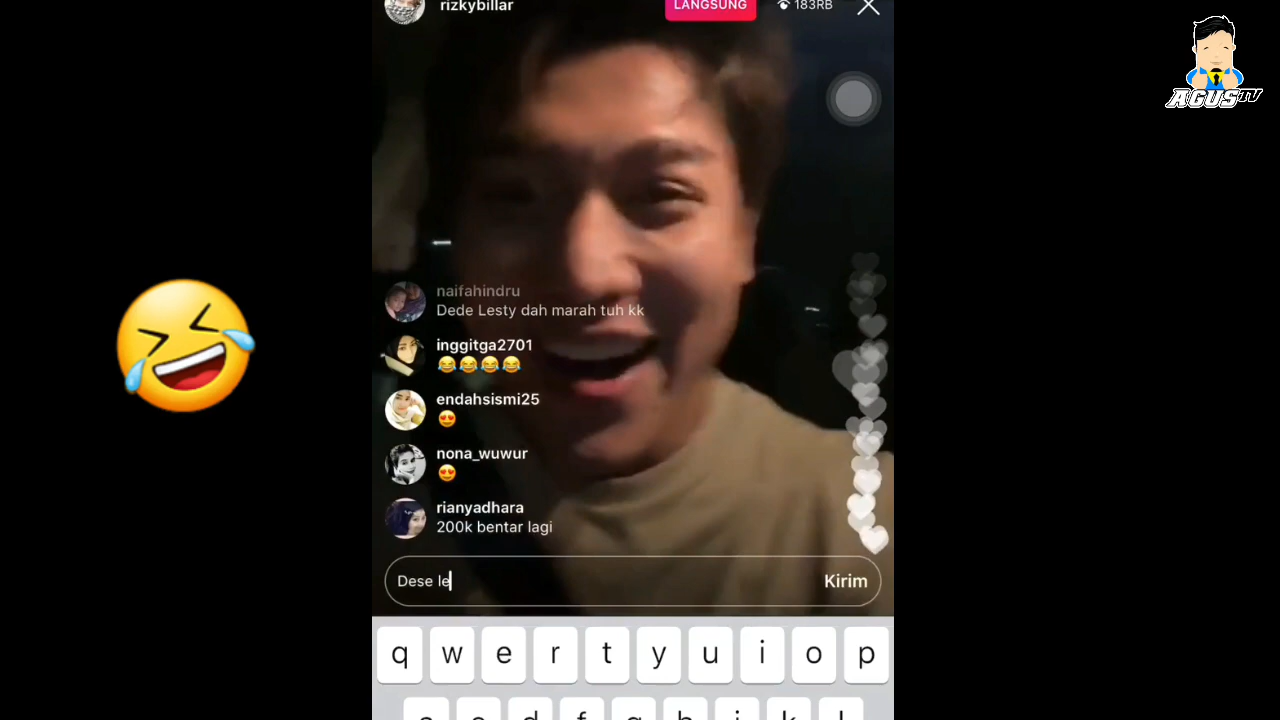 rizkybillar
LANGSUNG
183RB
AGUS TV
naifahindru
Dede Lesty dah marah tuh kk
inggitga2701
😂😂😂😂
endahsismi25
😍
nona_wuwur
😍
rianyadhara
200k bentar lagi
Dese le
Kirim
q w e r t y u i o p